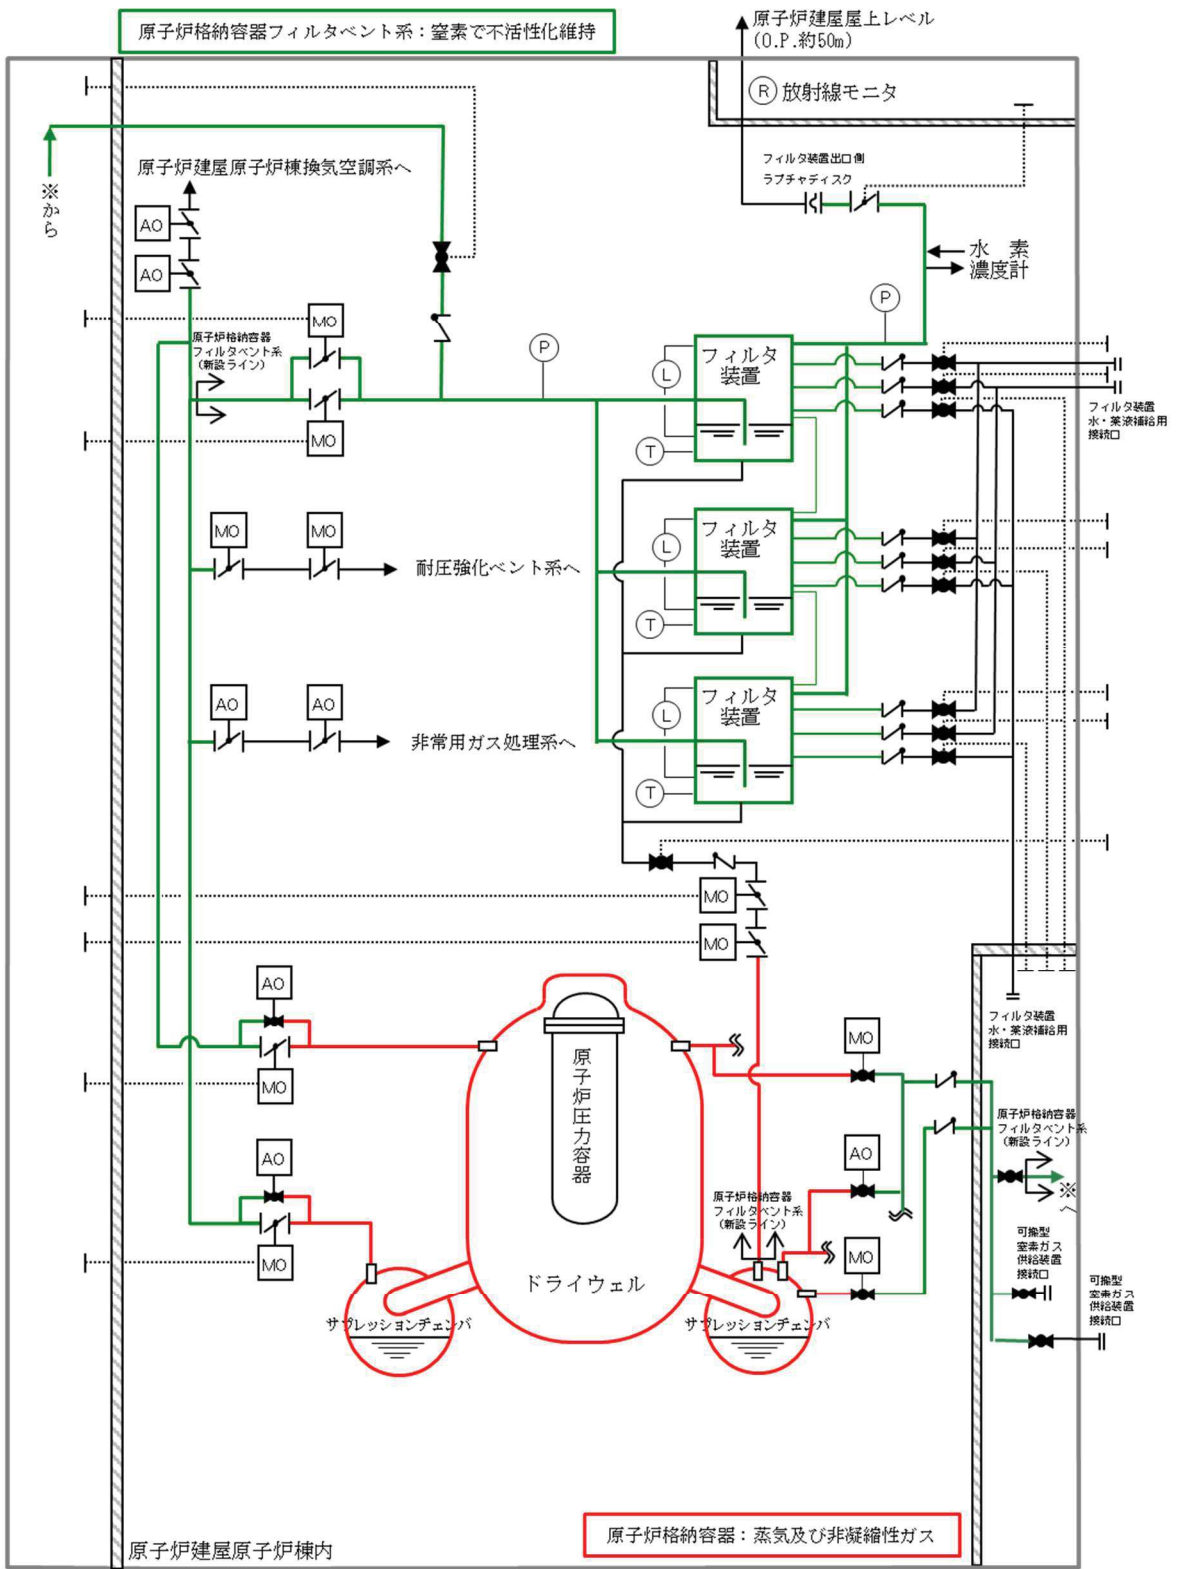 原子炉格納容器フィルタベント系：窒素で不活性化維持
原子炉建屋屋上レベル
(O.P.約50m)
R 放射線モニタ
フィルタ装置出口側
ラプチャディスク
原子炉建屋原子炉棟換気空調系へ
※から
AO
AO
水素
濃度計
P
MO
原子炉格納容器
フィルタベント系
(新設ライン)
P
MO
フィルタ
装置
L
T
フィルタ装置
水・薬液補給用
接続口
MO
MO
耐圧強化ベント系へ
フィルタ
装置
L
T
AO
AO
非常用ガス処理系へ
フィルタ
装置
L
T
MO
MO
AO
MO
原子炉圧力容器
MO
フィルタ装置
水・薬液補給用
接続口
原子炉格納容器
フィルタベント系
(新設ライン)
AO
MO
AO
原子炉格納容器
フィルタベント系
(新設ライン)
※へ
MO
可搬型
窒素ガス
供給装置
接続口
可搬型
窒素ガス
供給装置
接続口
ドライウェル
サプレッションチェンバ
サプレッションチェンバ
原子炉格納容器：蒸気及び非凝縮性ガス
原子炉建屋原子炉棟内